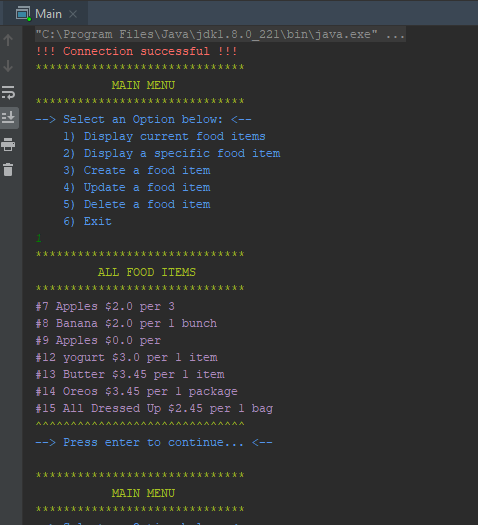 Main ×
"C:\Program Files\Java\jdk1.8.0_221\bin\java.exe" ...
!!! Connection successful !!!
******************************
MAIN MENU
******************************
--> Select an Option below: <--
1) Display current food items
2) Display a specific food item
3) Create a food item
4) Update a food item
5) Delete a food item
6) Exit
1
******************************
ALL FOOD ITEMS
******************************
#7 Apples $2.0 per 3
#8 Banana $2.0 per 1 bunch
#9 Apples $0.0 per
#12 yogurt $3.0 per 1 item
#13 Butter $3.45 per 1 item
#14 Oreos $3.45 per 1 package
#15 All Dressed Up $2.45 per 1 bag
^^^^^^^^^^^^^^^^^^^^^^^^^^^^^^
--> Press enter to continue... <--
******************************
MAIN MENU
******************************